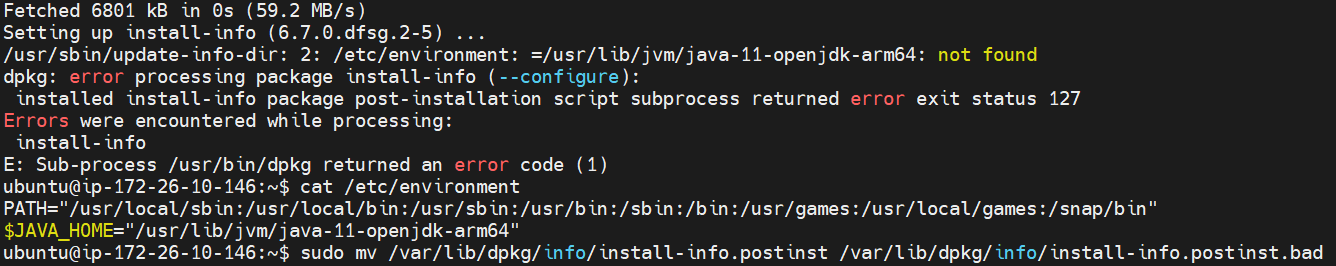 Fetched 6801 kB in 0s (59.2 MB/s)
Setting up install-info (6.7.0.dfsg.2-5) ...
/usr/sbin/update-info-dir: 2: /etc/environment: =/usr/lib/jvm/java-11-openjdk-arm64: not found
dpkg: error processing package install-info (--configure):
 installed install-info package post-installation script subprocess returned error exit status 127
Errors were encountered while processing:
 install-info
E: Sub-process /usr/bin/dpkg returned an error code (1)
ubuntu@ip-172-26-10-146:~$ cat /etc/environment
PATH="/usr/local/sbin:/usr/local/bin:/usr/sbin:/usr/bin:/sbin:/bin:/usr/games:/usr/local/games:/snap/bin"
$JAVA_HOME="/usr/lib/jvm/java-11-openjdk-arm64"
ubuntu@ip-172-26-10-146:~$ sudo mv /var/lib/dpkg/info/install-info.postinst /var/lib/dpkg/info/install-info.postinst.bad